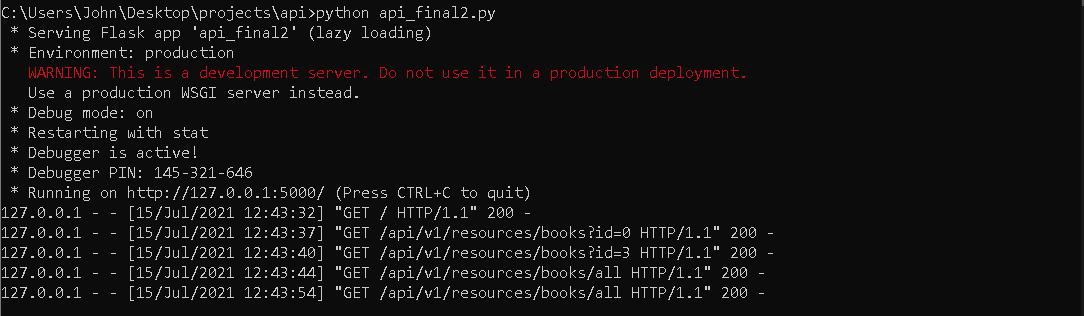 C:\Users\John\Desktop\projects\api>python api_final2.py
 * Serving Flask app 'api_final2' (lazy loading)
 * Environment: production
   WARNING: This is a development server. Do not use it in a production deployment.
   Use a production WSGI server instead.
 * Debug mode: on
 * Restarting with stat
 * Debugger is active!
 * Debugger PIN: 145-321-646
 * Running on http://127.0.0.1:5000/ (Press CTRL+C to quit)
127.0.0.1 - - [15/Jul/2021 12:43:32] "GET / HTTP/1.1" 200 -
127.0.0.1 - - [15/Jul/2021 12:43:37] "GET /api/v1/resources/books?id=0 HTTP/1.1" 200 -
127.0.0.1 - - [15/Jul/2021 12:43:40] "GET /api/v1/resources/books?id=3 HTTP/1.1" 200 -
127.0.0.1 - - [15/Jul/2021 12:43:44] "GET /api/v1/resources/books/all HTTP/1.1" 200 -
127.0.0.1 - - [15/Jul/2021 12:43:54] "GET /api/v1/resources/books/all HTTP/1.1" 200 -